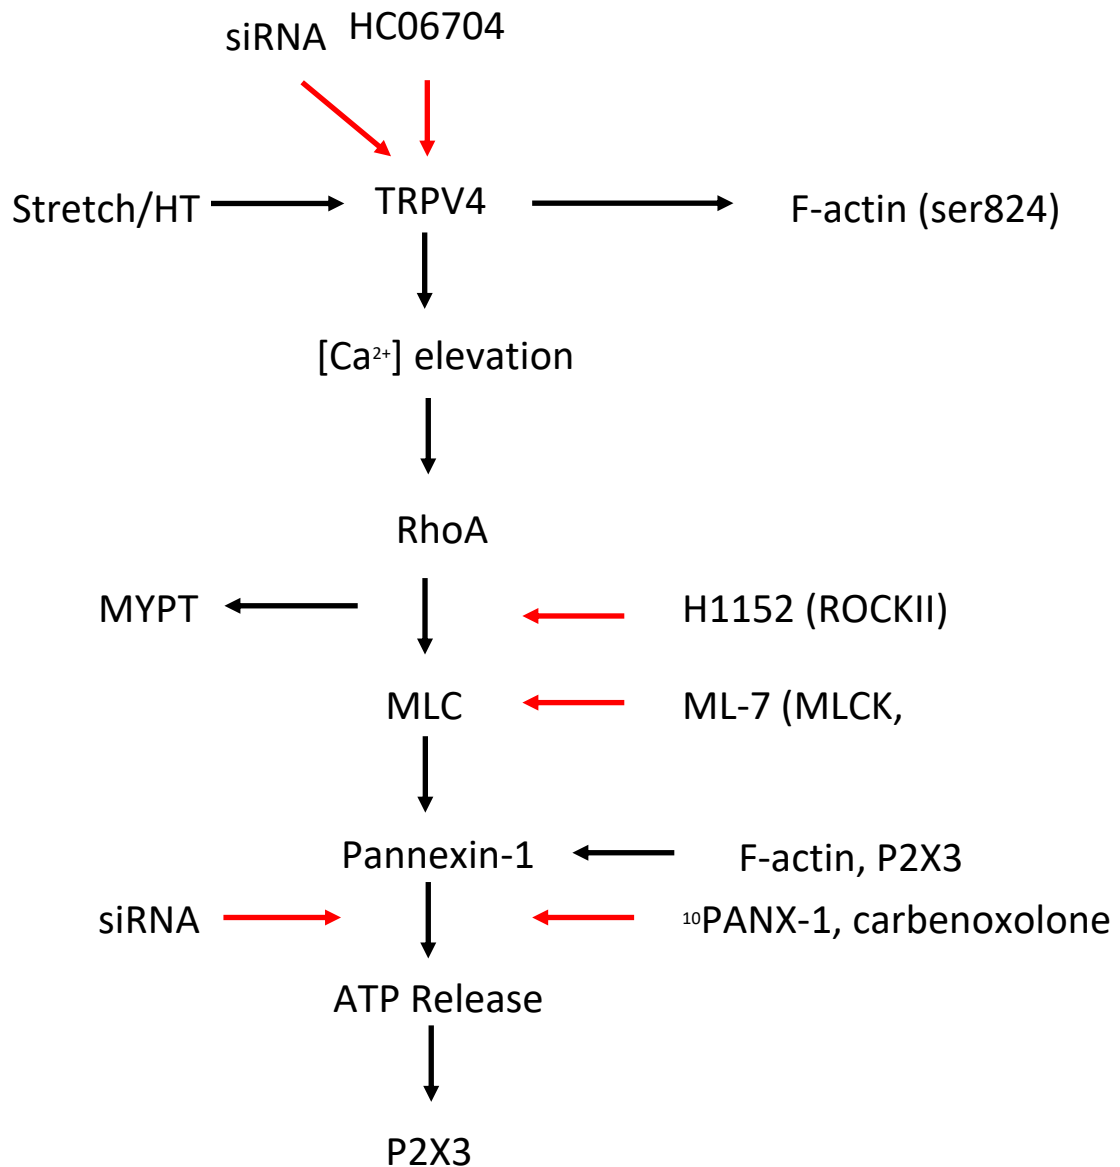 siRNA HC06704
Stretch/HT TRPV4 F-actin (ser824)
[Ca²⁺] elevation
RhoA
MYPT H1152 (ROCKII)
MLC ML-7 (MLCK,
Pannexin-1 F-actin, P2X3
siRNA ¹⁰PANX-1, carbenoxolone
ATP Release
P2X3